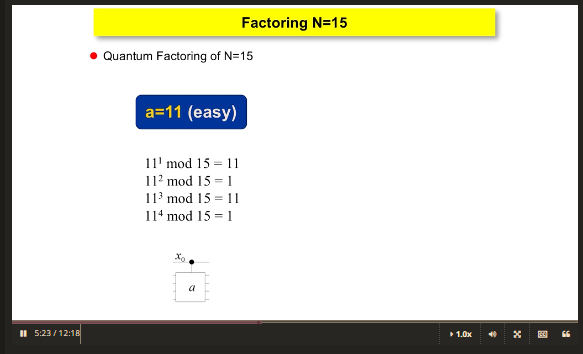 Factoring N=15
Quantum Factoring of N=15
a=11 (easy)
11¹ mod 15 = 11
11² mod 15 = 1
11³ mod 15 = 11
11⁴ mod 15 = 1
x₀
a
5:23 / 12:18
1.0x
CC